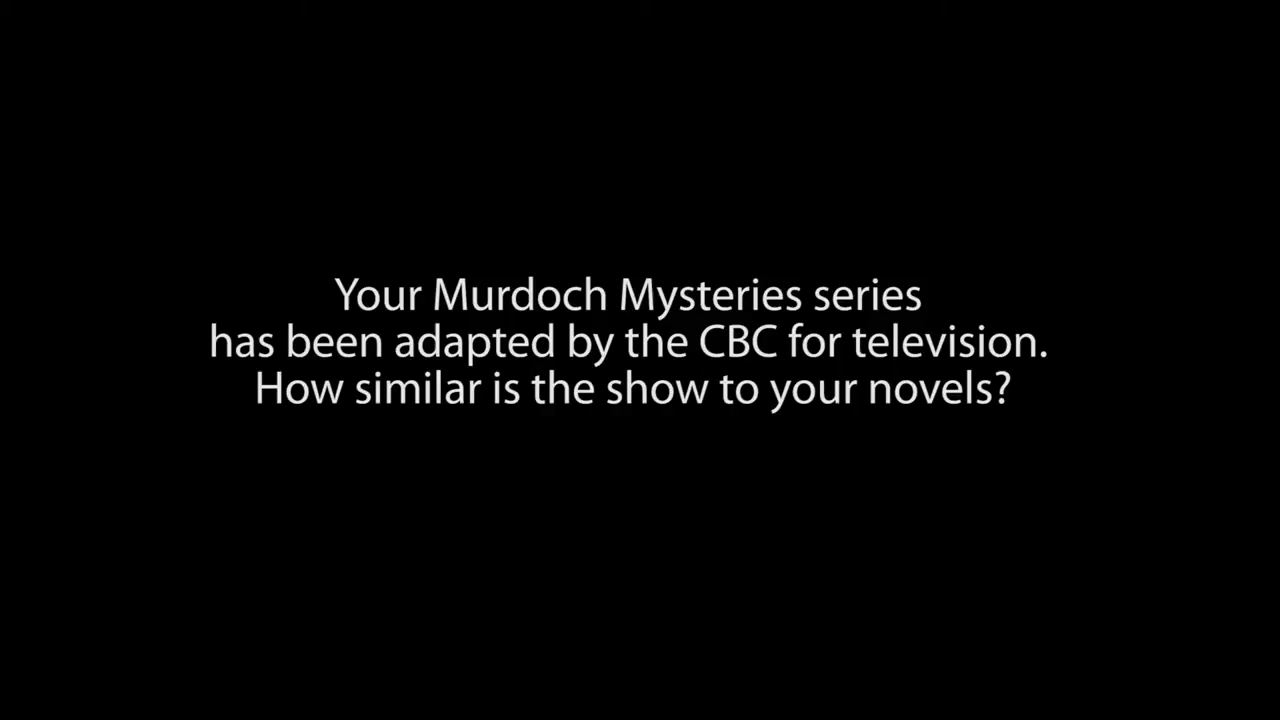 Your Murdoch Mysteries series
has been adapted by the CBC for television.
How similar is the show to your novels?